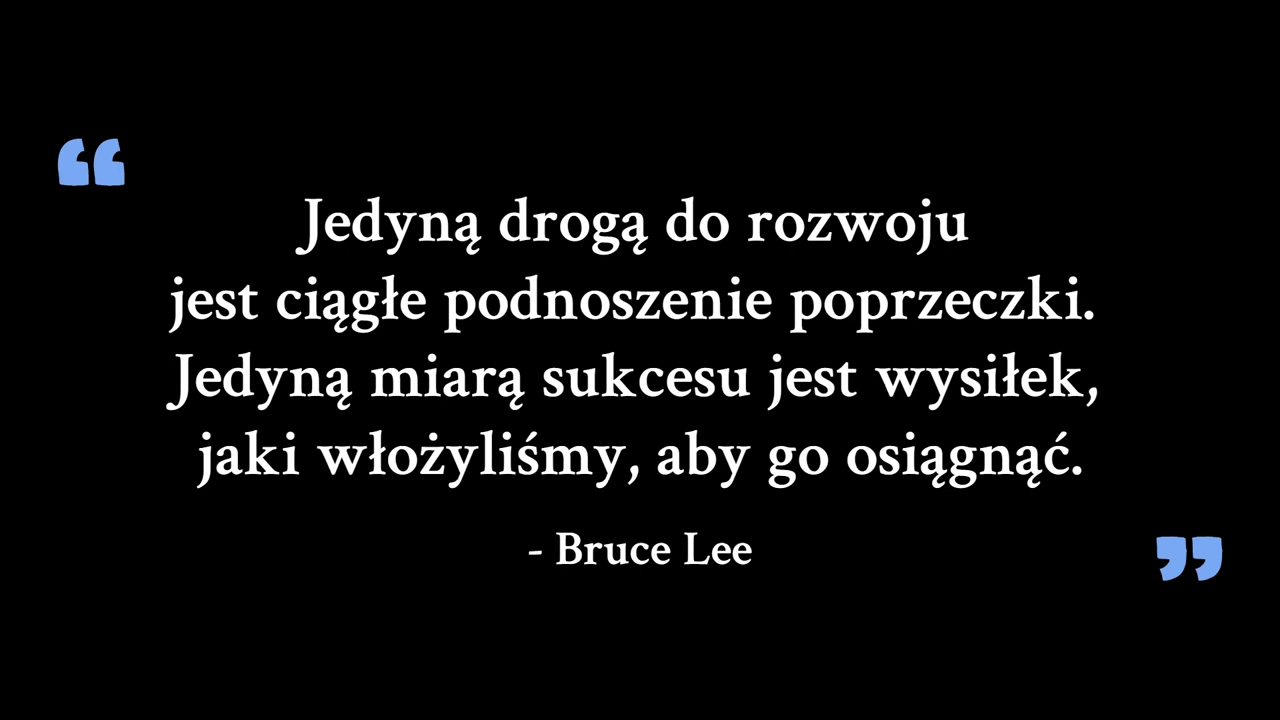 “
Jedyną drogą do rozwoju
jest ciągłe podnoszenie poprzeczki.
Jedyną miarą sukcesu jest wysiłek,
jaki włożyliśmy, aby go osiągnąć.
- Bruce Lee
”